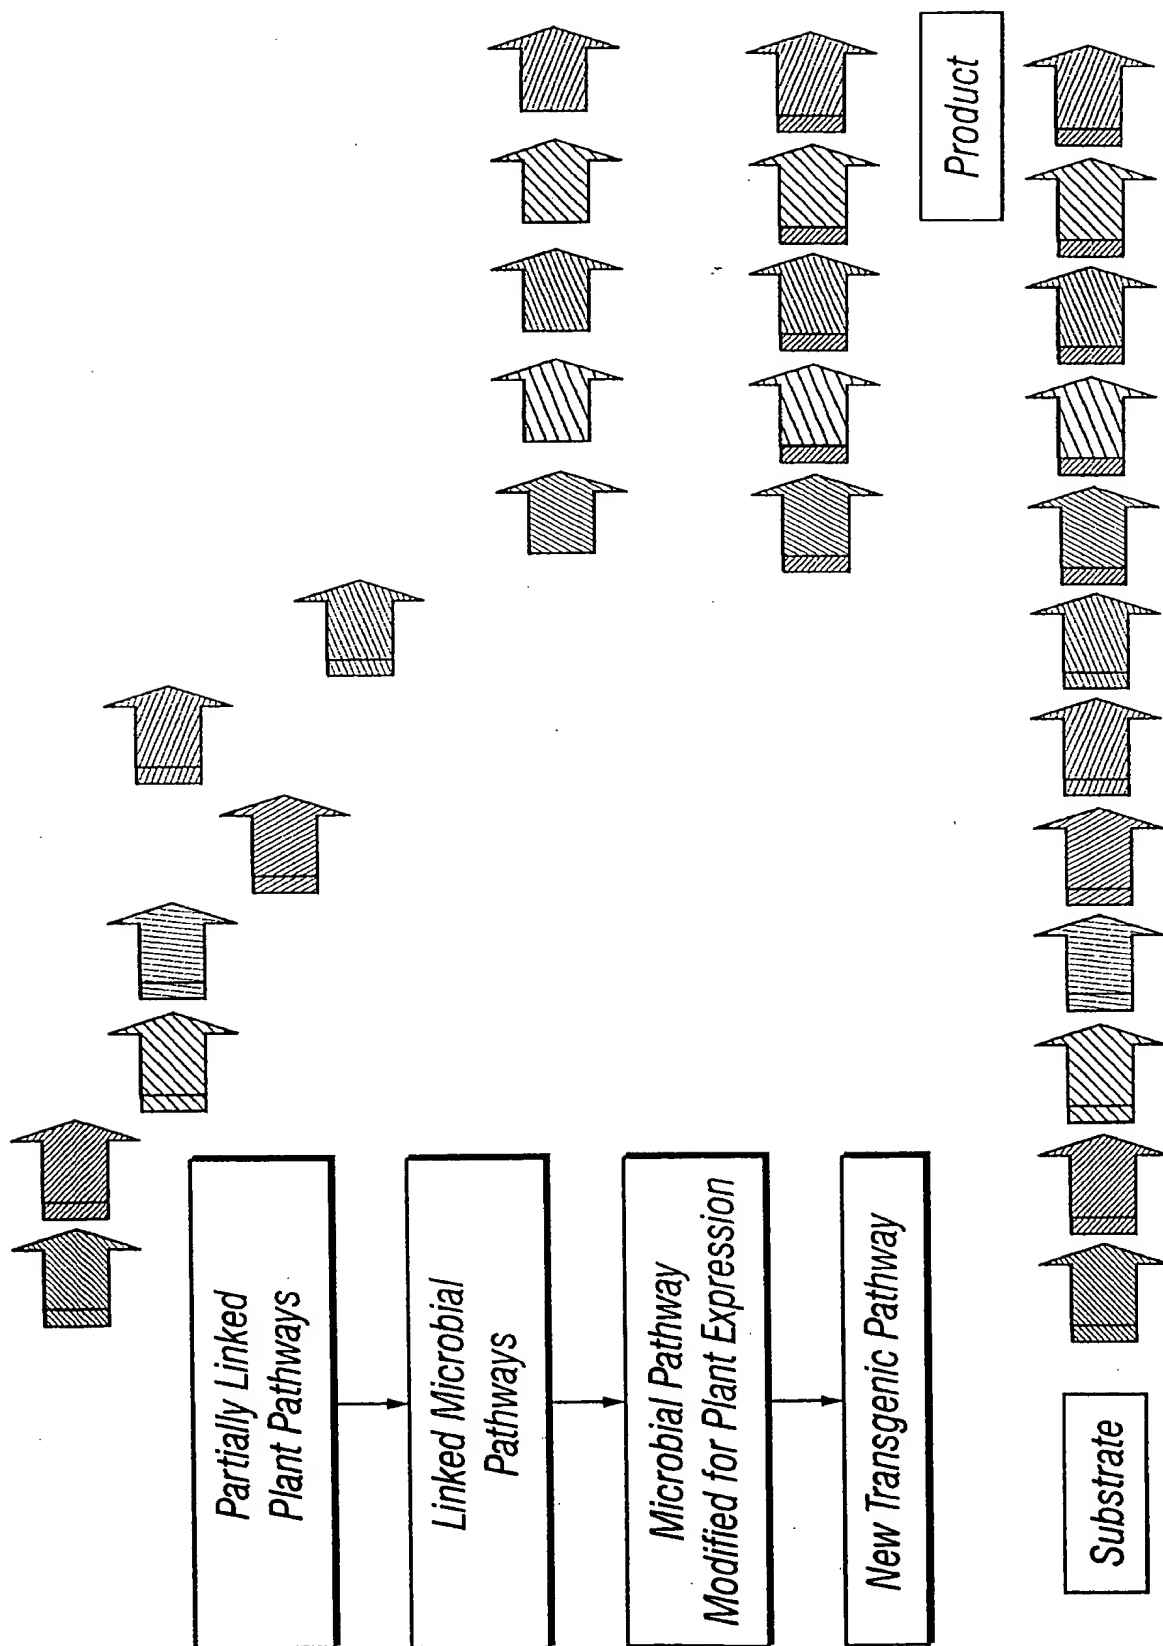 Partially Linked
Plant Pathways
Linked Microbial
Pathways
Microbial Pathway
Modified for Plant Expression
New Transgenic Pathway
Substrate
Product